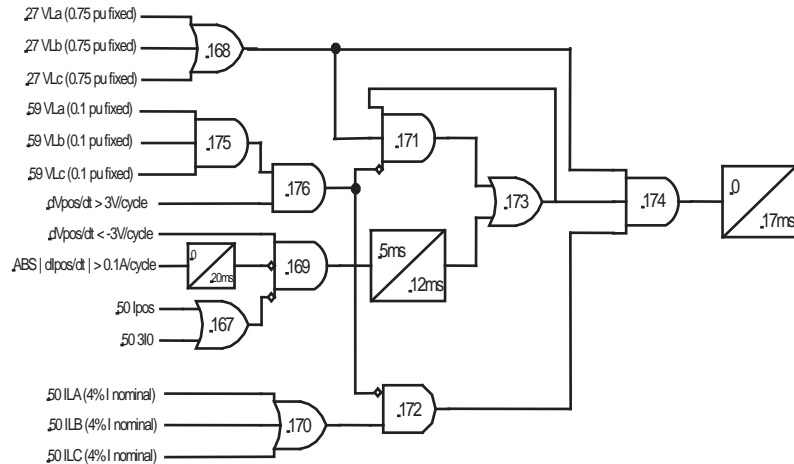 .27 VLa (0.75 pu fixed)
.27 VLb (0.75 pu fixed)
.27 VLc (0.75 pu fixed)
.168
.59 VLa (0.1 pu fixed)
.59 VLb (0.1 pu fixed)
.59 VLc (0.1 pu fixed)
.175
.176
.dVpos/dt > 3V/cycle
.171
.173
.174
.0
.17ms
.dVpos/dt < -3V/cycle
.ABS | dIpos/dt | > 0.1A/cycle
.0
.20ms
.169
.5ms
.12ms
.50 Ipos
.50 3I0
.167
.50 ILA (4% I nominal)
.50 ILB (4% I nominal)
.50 ILC (4% I nominal)
.170
.172